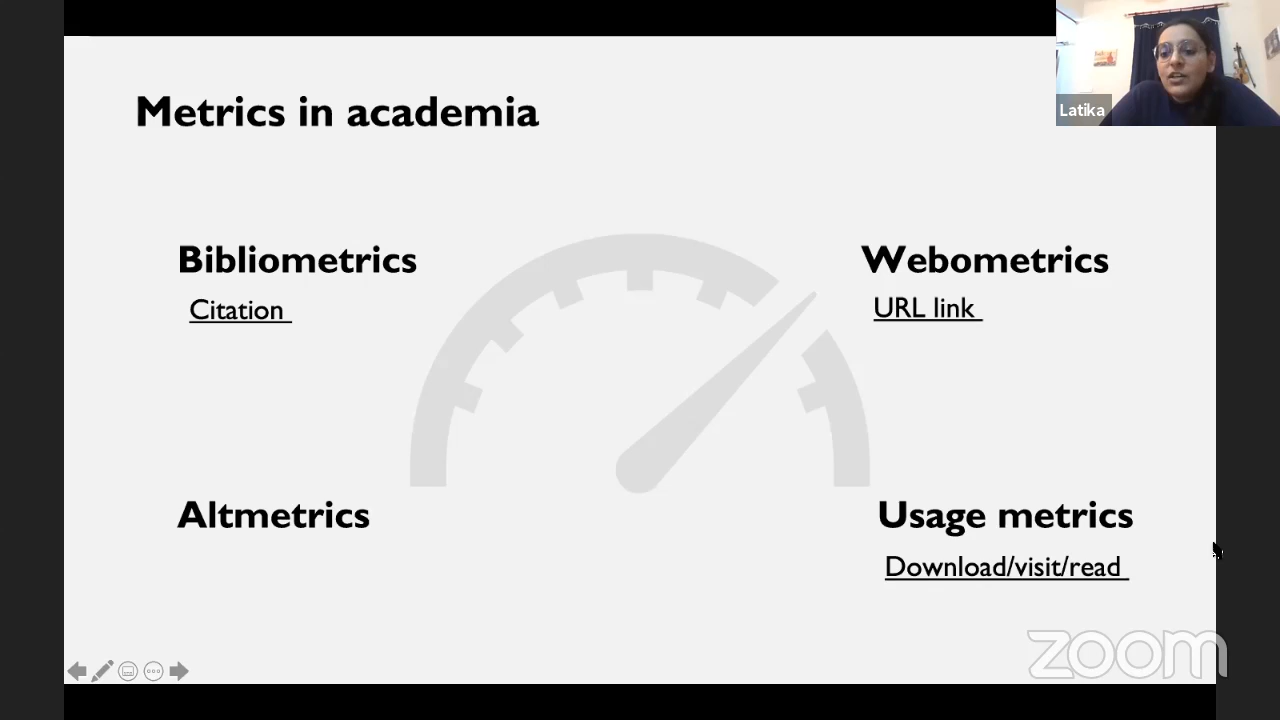 Latika
Metrics in academia
Bibliometrics
Citation
Webometrics
URL link
Altmetrics
Usage metrics
Download/visit/read
zoom